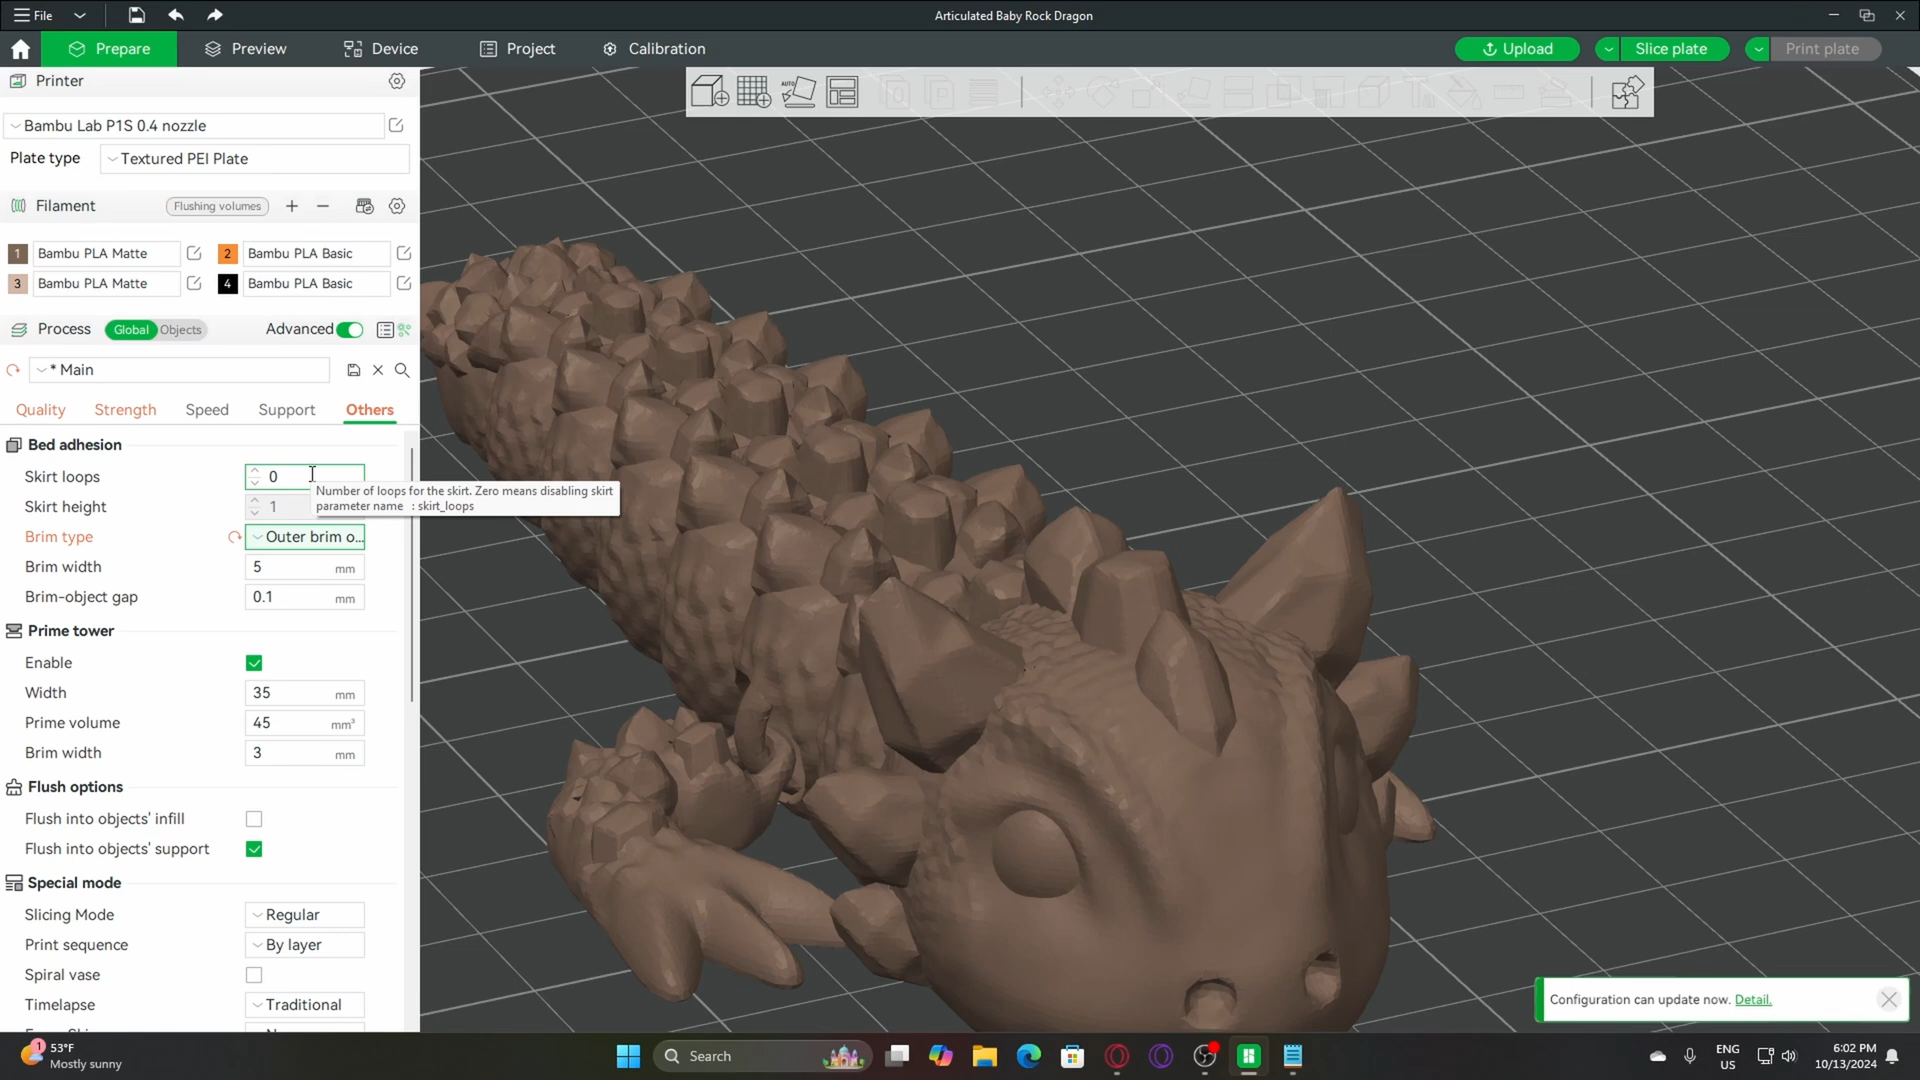 File
Articulated Baby Rock Dragon
Prepare
Preview
Device
Project
Calibration
Upload
Slice plate
Print plate
Printer
Bambu Lab P1S 0.4 nozzle
Plate type
Textured PEI Plate
Filament
Flushing volumes
1 Bambu PLA Matte
2 Bambu PLA Basic
3 Bambu PLA Matte
4 Bambu PLA Basic
Process
Global
Objects
Advanced
* Main
Quality
Strength
Speed
Support
Others
Bed adhesion
Skirt loops 0
Number of loops for the skirt. Zero means disabling skirt
parameter name : skirt_loops
Skirt height 1
Brim type Outer brim o...
Brim width 5 mm
Brim-object gap 0.1 mm
Prime tower
Enable
Width 35 mm
Prime volume 45 mm³
Brim width 3 mm
Flush options
Flush into objects' infill
Flush into objects' support
Special mode
Slicing Mode Regular
Print sequence By layer
Spiral vase
Timelapse Traditional
AUTO
Configuration can update now. Detail.
1
53°F
Mostly sunny
Search
ENG
US
6:02 PM
10/13/2024